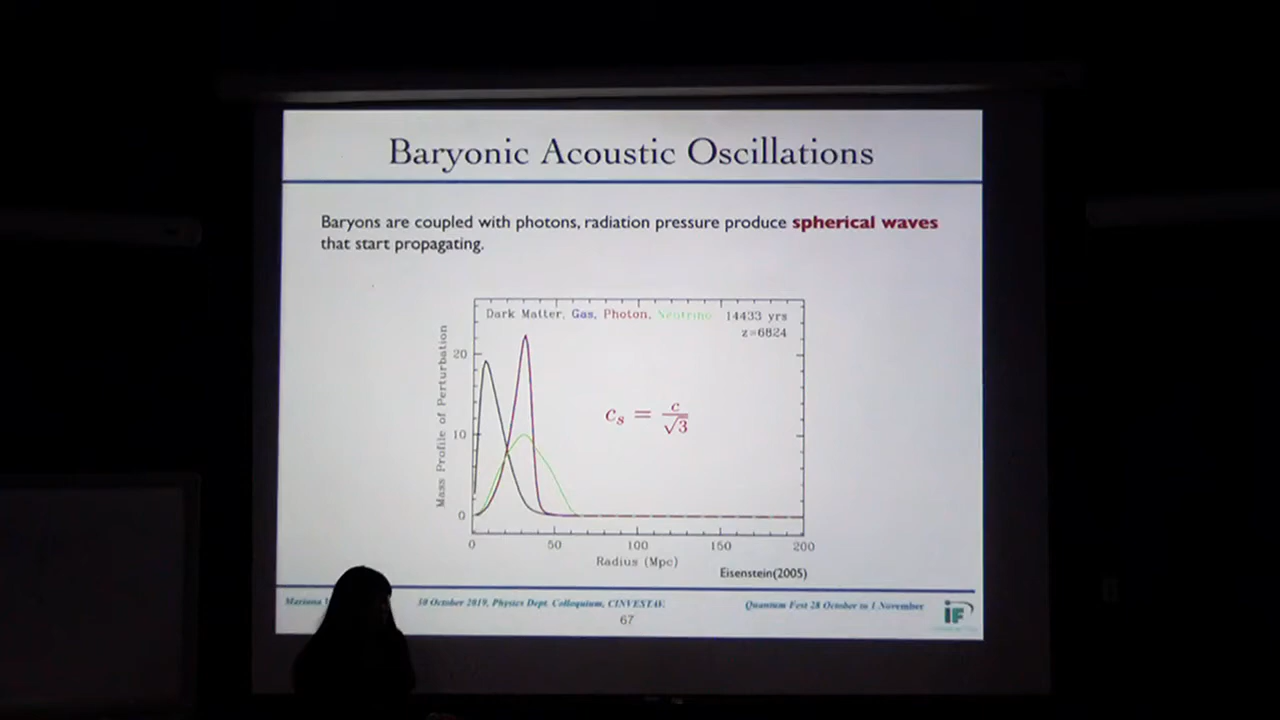 Baryonic Acoustic Oscillations
Baryons are coupled with photons, radiation pressure produce spherical waves
that start propagating.
Dark Matter, Gas, Photon, Neutrino 14433 yrs
z=6824
Mass Profile of Perturbation
20
10
0
c_s = c/√3
0 50 100 150 200
Radius (Mpc)
Eisenstein(2005)
30 October 2019, Physics Dept. Colloquium, CINVESTAV. Quantum Fest 28 October to 1 November
67
iF